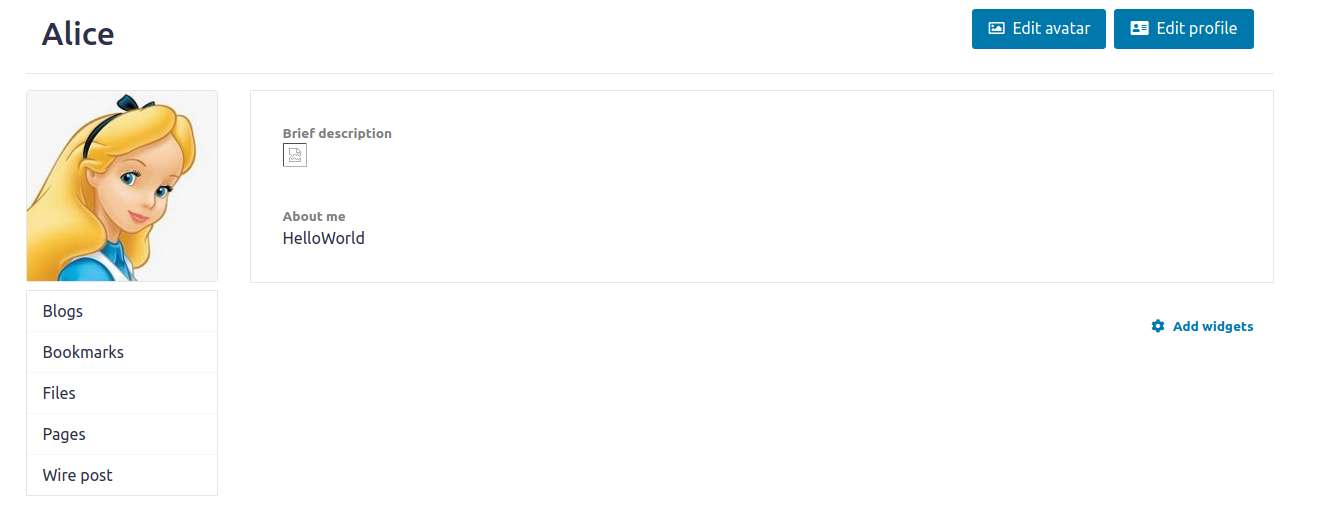 Alice
Edit avatar
Edit profile
Brief description
About me
HelloWorld
Blogs
Bookmarks
Files
Pages
Wire post
Add widgets